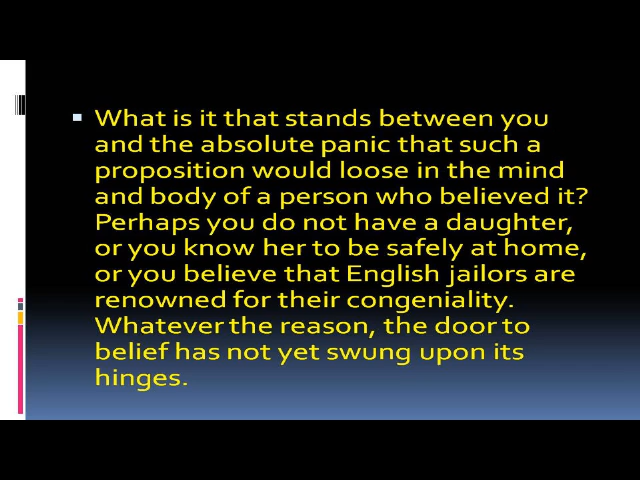 What is it that stands between you
and the absolute panic that such a
proposition would loose in the mind
and body of a person who believed it?
Perhaps you do not have a daughter,
or you know her to be safely at home,
or you believe that English jailors are
renowned for their congeniality.
Whatever the reason, the door to
belief has not yet swung upon its
hinges.